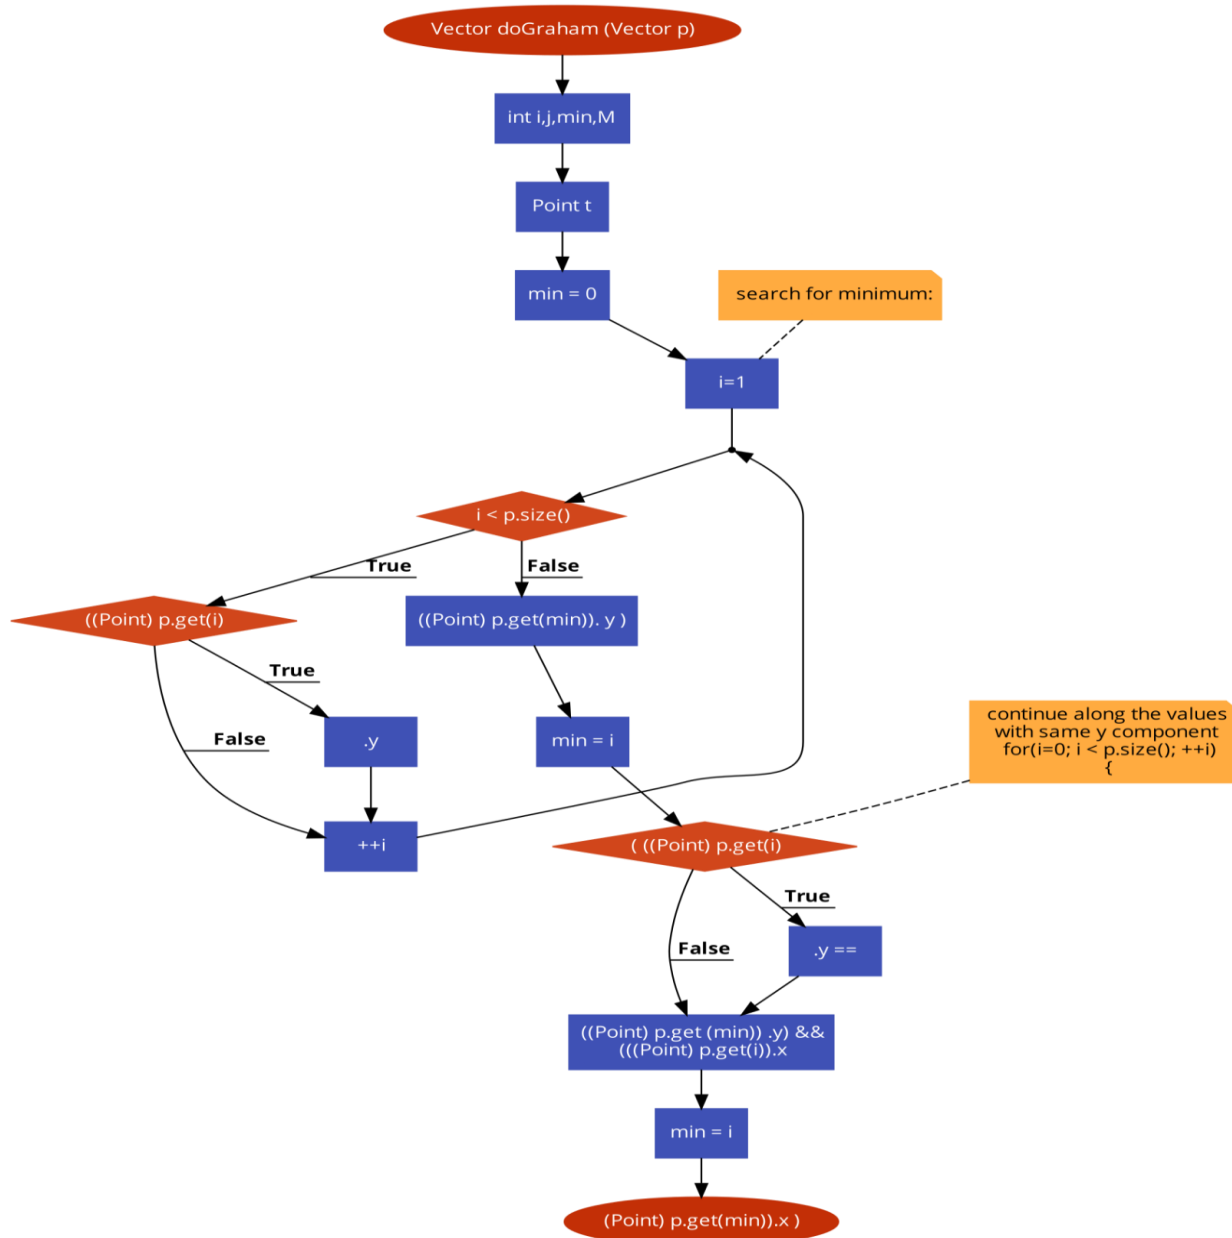 Vector doGraham (Vector p)
int i,j,min,M
Point t
min = 0
search for minimum:
i=1
i < p.size()
True
False
((Point) p.get(i)
((Point) p.get(min)). y )
True
False
.y
min = i
continue along the values
with same y component
for(i=0; i < p.size(); ++i)
{
++i
( ((Point) p.get(i)
True
False
.y ==
((Point) p.get (min)) .y) &&
(((Point) p.get(i)).x
min = i
(Point) p.get(min)).x )